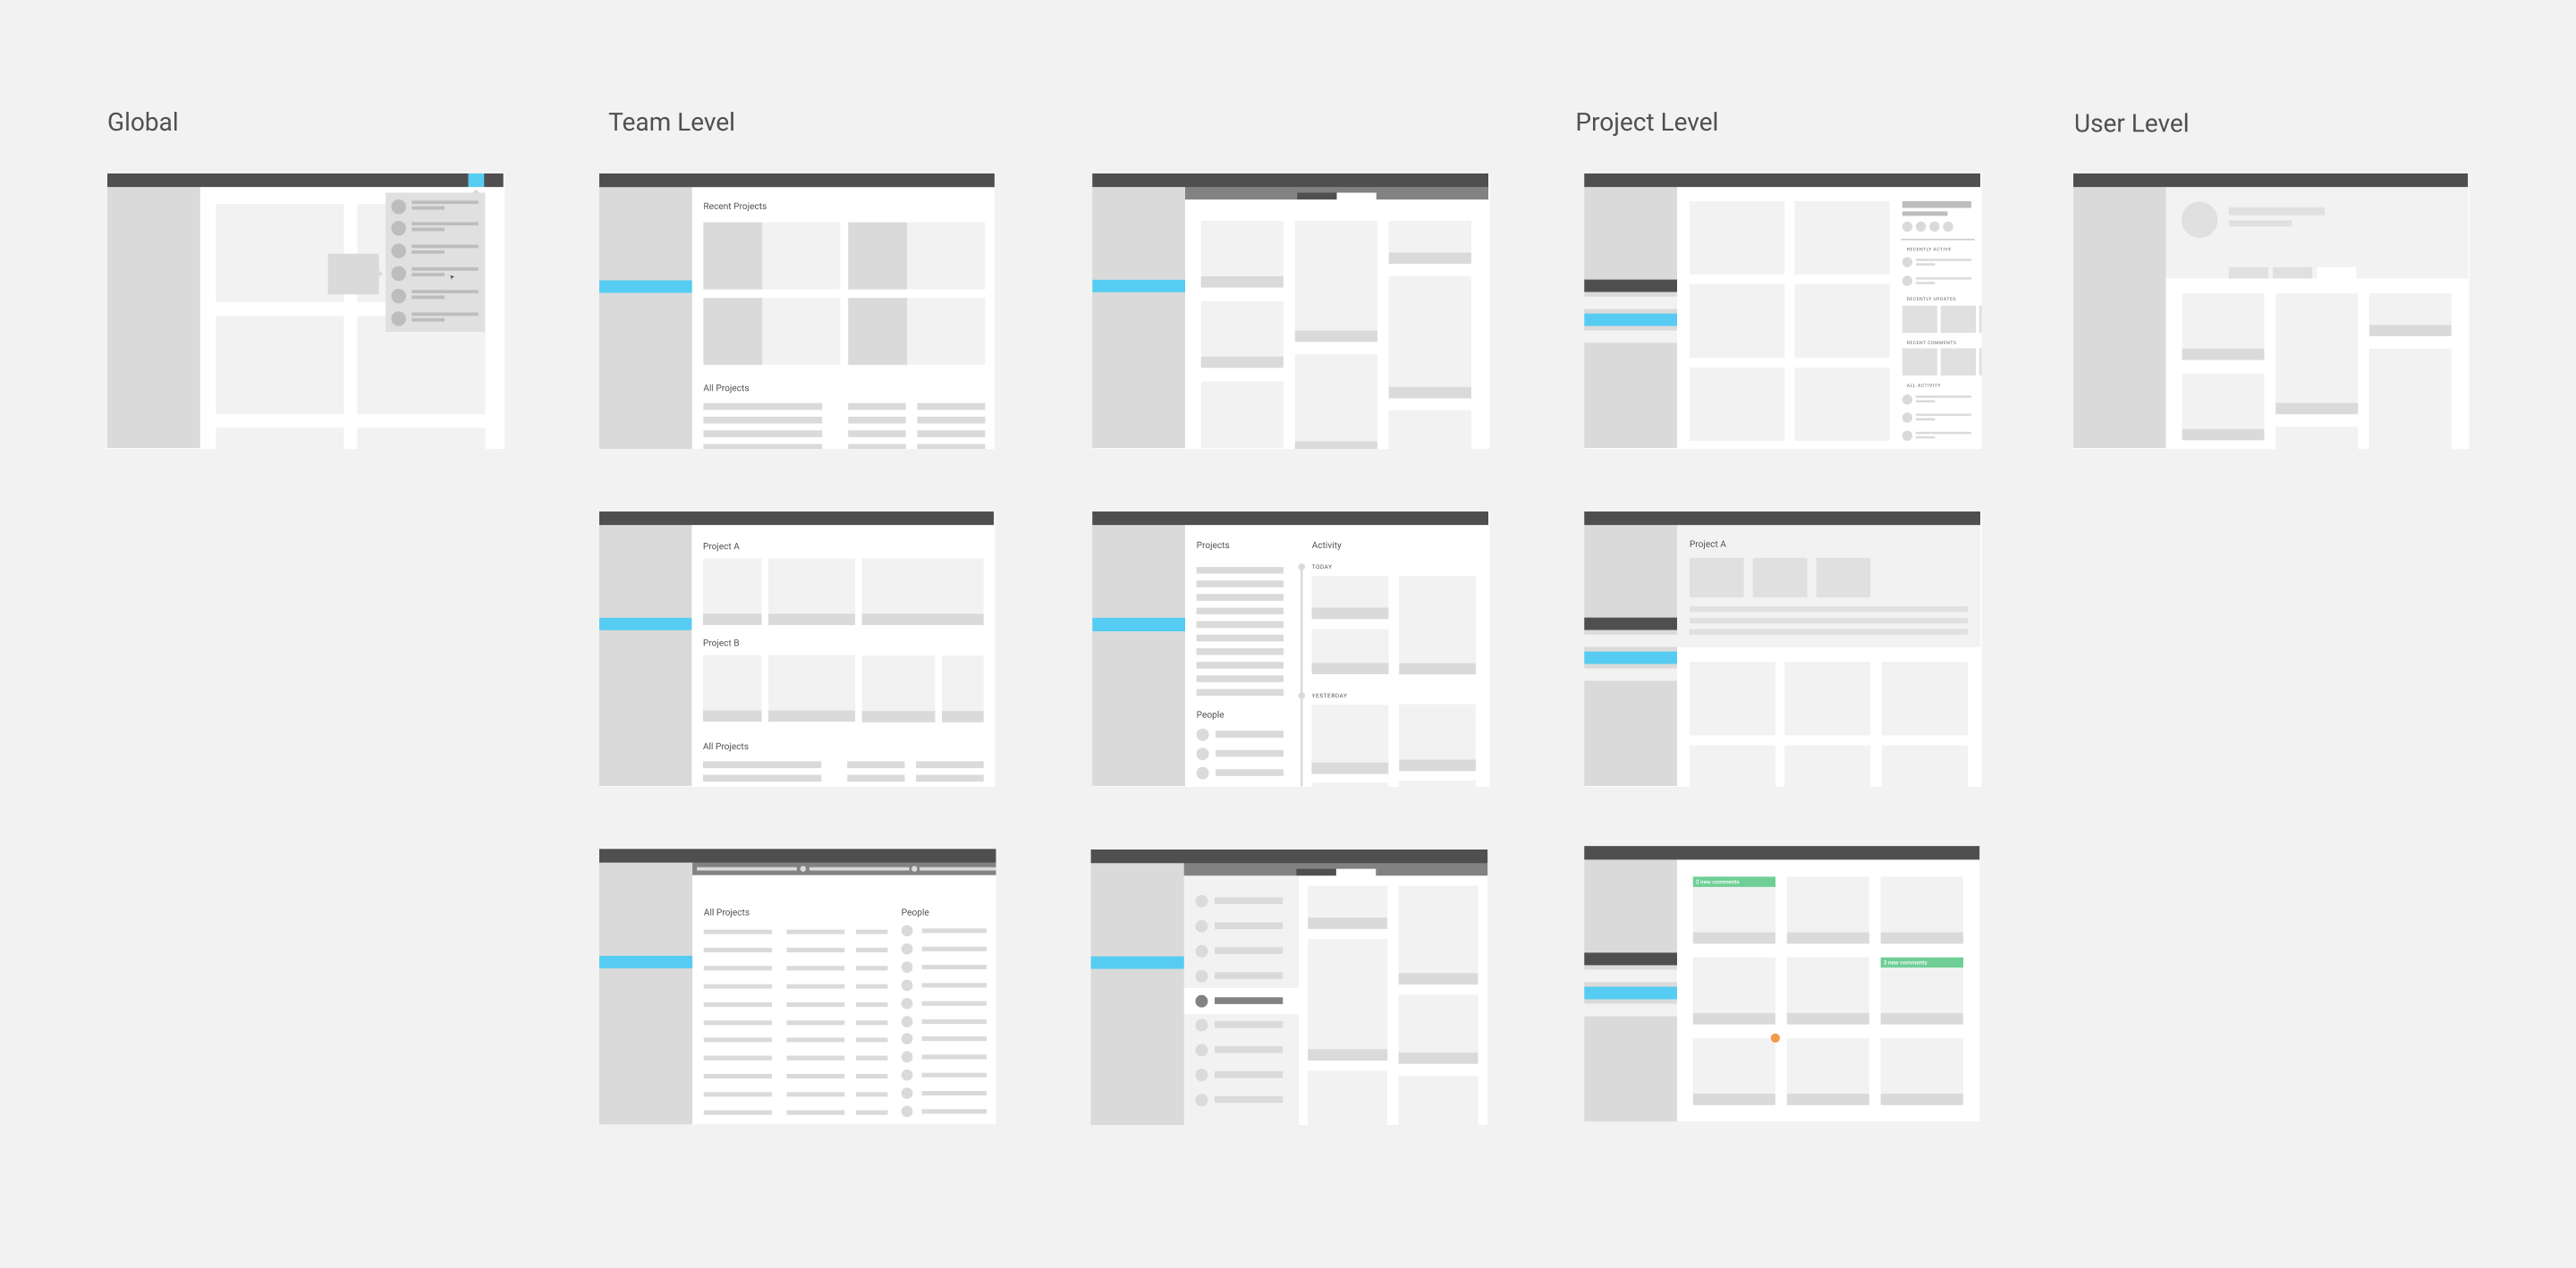 Global
Team Level
Project Level
User Level
Recent Projects
All Projects
RECENTLY ACTIVE
RECENTLY UPDATED
RECENT COMMENTS
ALL ACTIVITY
Project A
Project B
All Projects
Projects
Activity
TODAY
YESTERDAY
People
Project A
All Projects
People
2 new comments
3 new comments